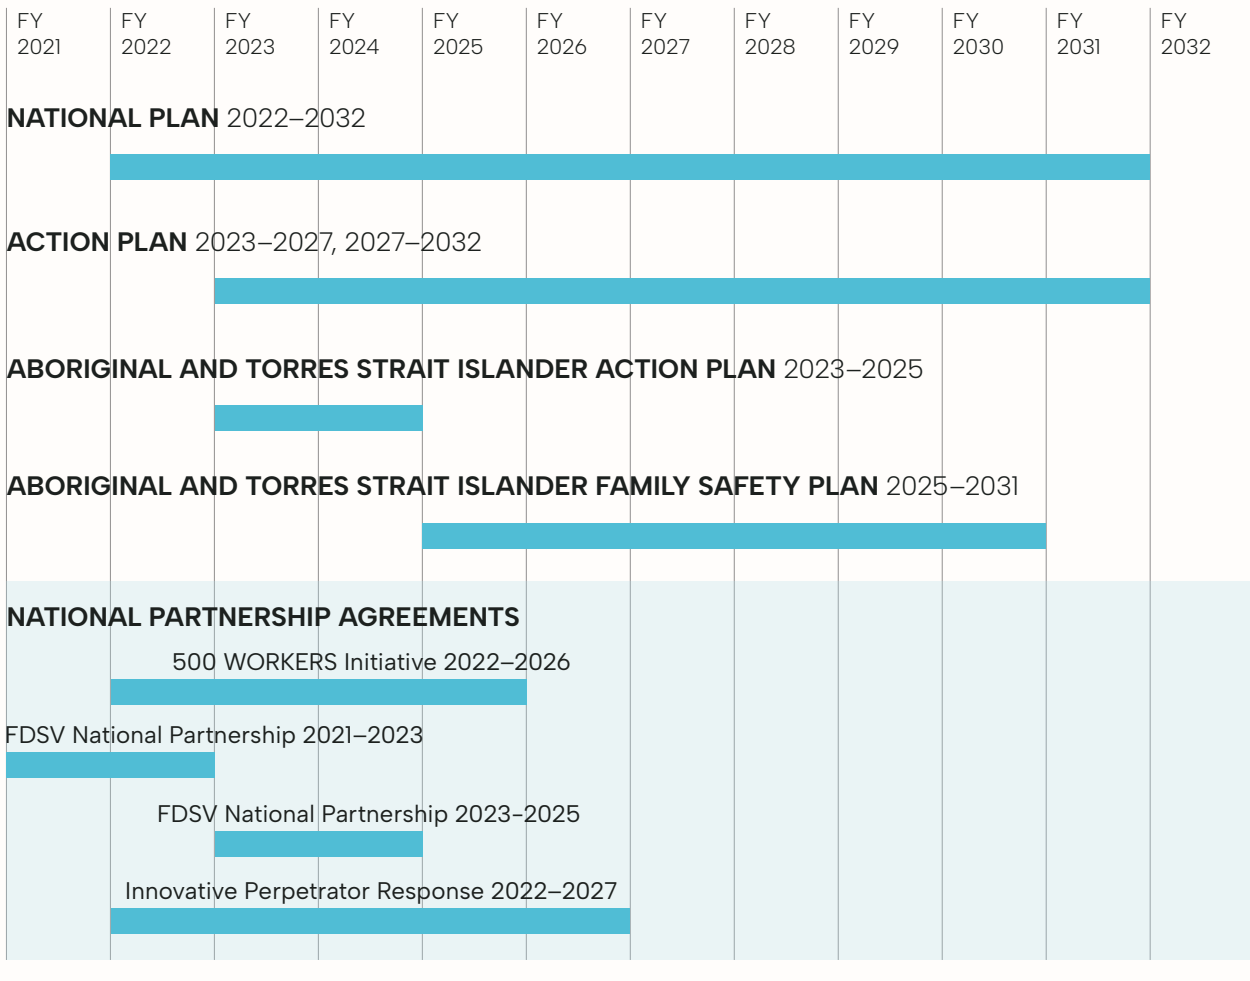 FY FY FY FY FY FY FY FY FY FY FY FY
2021 2022 2023 2024 2025 2026 2027 2028 2029 2030 2031 2032
NATIONAL PLAN 2022–2032
ACTION PLAN 2023–2027, 2027–2032
ABORIGINAL AND TORRES STRAIT ISLANDER ACTION PLAN 2023–2025
ABORIGINAL AND TORRES STRAIT ISLANDER FAMILY SAFETY PLAN 2025–2031
NATIONAL PARTNERSHIP AGREEMENTS
500 WORKERS Initiative 2022–2026
FDSV National Partnership 2021–2023
FDSV National Partnership 2023-2025
Innovative Perpetrator Response 2022–2027